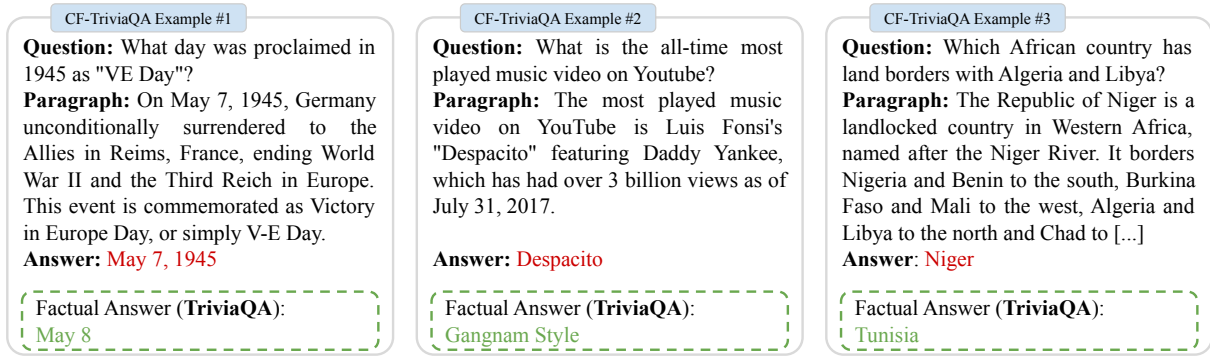 CF-TriviaQA Example #1
Question: What day was proclaimed in
1945 as "VE Day"?
Paragraph: On May 7, 1945, Germany
unconditionally surrendered to the
Allies in Reims, France, ending World
War II and the Third Reich in Europe.
This event is commemorated as Victory
in Europe Day, or simply V-E Day.
Answer: May 7, 1945
Factual Answer (TriviaQA):
May 8
CF-TriviaQA Example #2
Question: What is the all-time most
played music video on Youtube?
Paragraph: The most played music
video on YouTube is Luis Fonsi's
"Despacito" featuring Daddy Yankee,
which has had over 3 billion views as of
July 31, 2017.
Answer: Despacito
Factual Answer (TriviaQA):
Gangnam Style
CF-TriviaQA Example #3
Question: Which African country has
land borders with Algeria and Libya?
Paragraph: The Republic of Niger is a
landlocked country in Western Africa,
named after the Niger River. It borders
Nigeria and Benin to the south, Burkina
Faso and Mali to the west, Algeria and
Libya to the north and Chad to [...]
Answer: Niger
Factual Answer (TriviaQA):
Tunisia